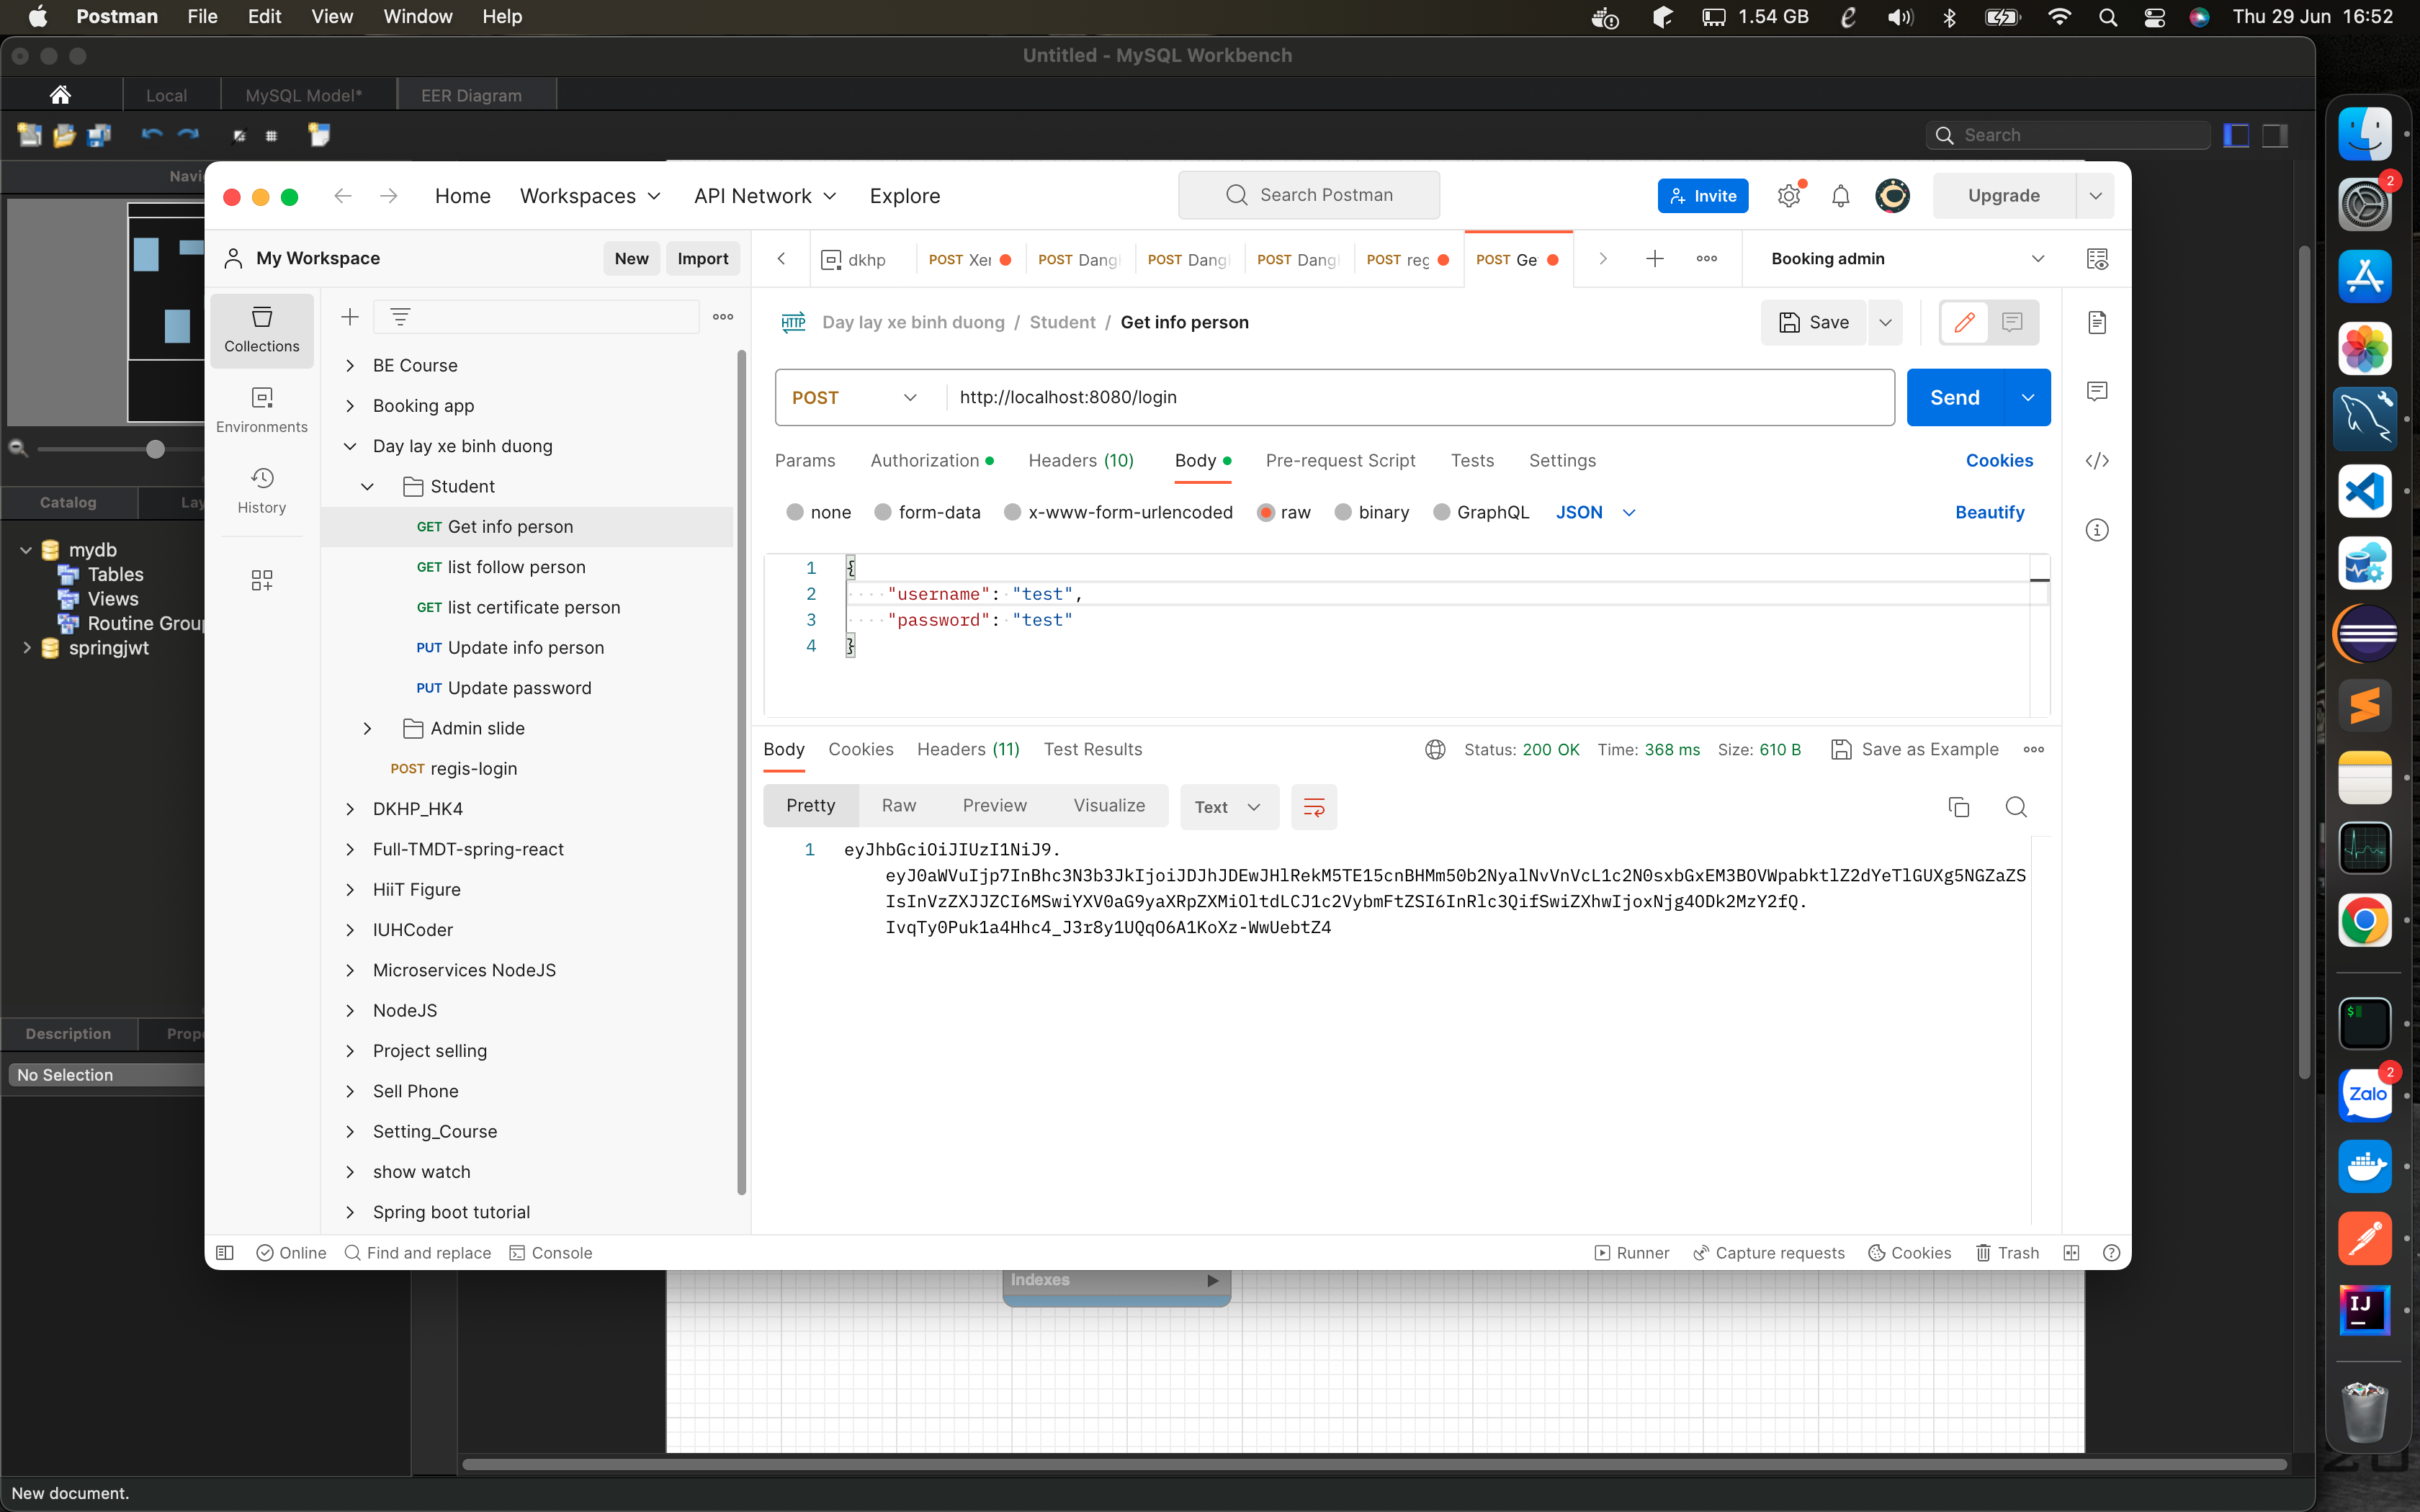 Postman File Edit View Window Help 1.54 GB Thu 29 Jun 16:52
Untitled - MySQL Workbench
Local MySQL Model* EER Diagram
Search
Navi
Home Workspaces API Network Explore Search Postman Invite Upgrade
2
My Workspace New Import
dkhp POST Xer POST Dang POST Dang POST Dang POST reg POST Ge Booking admin
Collections
Environments
History
BE Course
Booking app
Day lay xe binh duong
Student
GET Get info person
GET list follow person
GET list certificate person
PUT Update info person
PUT Update password
Admin slide
POST regis-login
DKHP_HK4
Full-TMDT-spring-react
HiiT Figure
IUHCoder
Microservices NodeJS
NodeJS
Project selling
Sell Phone
Setting_Course
show watch
Spring boot tutorial
HTTP Day lay xe binh duong / Student / Get info person Save
POST http://localhost:8080/login Send
Params Authorization Headers (10) Body Pre-request Script Tests Settings Cookies
none form-data x-www-form-urlencoded raw binary GraphQL JSON Beautify
1 {
2 "username": "test",
3 "password": "test"
4 }
Body Cookies Headers (11) Test Results Status: 200 OK Time: 368 ms Size: 610 B Save as Example
Pretty Raw Preview Visualize Text
1 eyJhbGciOiJIUzI1NiJ9.
eyJ0aWVuIjp7InBhc3N3b3JkIjoiJDJhJDEwJHlRekM5TE15cnBHMm50b2NyalNvVnVcL1c2N0sxbGxEM3BOVWpabktlZ2dYeTlGUXg5NGZaZS
IsInVzZXJJZCI6MSwiYXV0aG9yaXRpZXMiOltdLCJ1c2VybmFtZSI6InRlc3QifSwiZXhwIjoxNjg4ODk2MzY2fQ.
IvqTy0Puk1a4Hhc4_J3r8y1UQqO6A1KoXz-WwUebtZ4
Catalog Lay
mydb
Tables
Views
Routine Group
springjwt
Description Prope
No Selection
Online Find and replace Console Runner Capture requests Cookies Trash
Indexes
New document.
Zalo
2
IJ